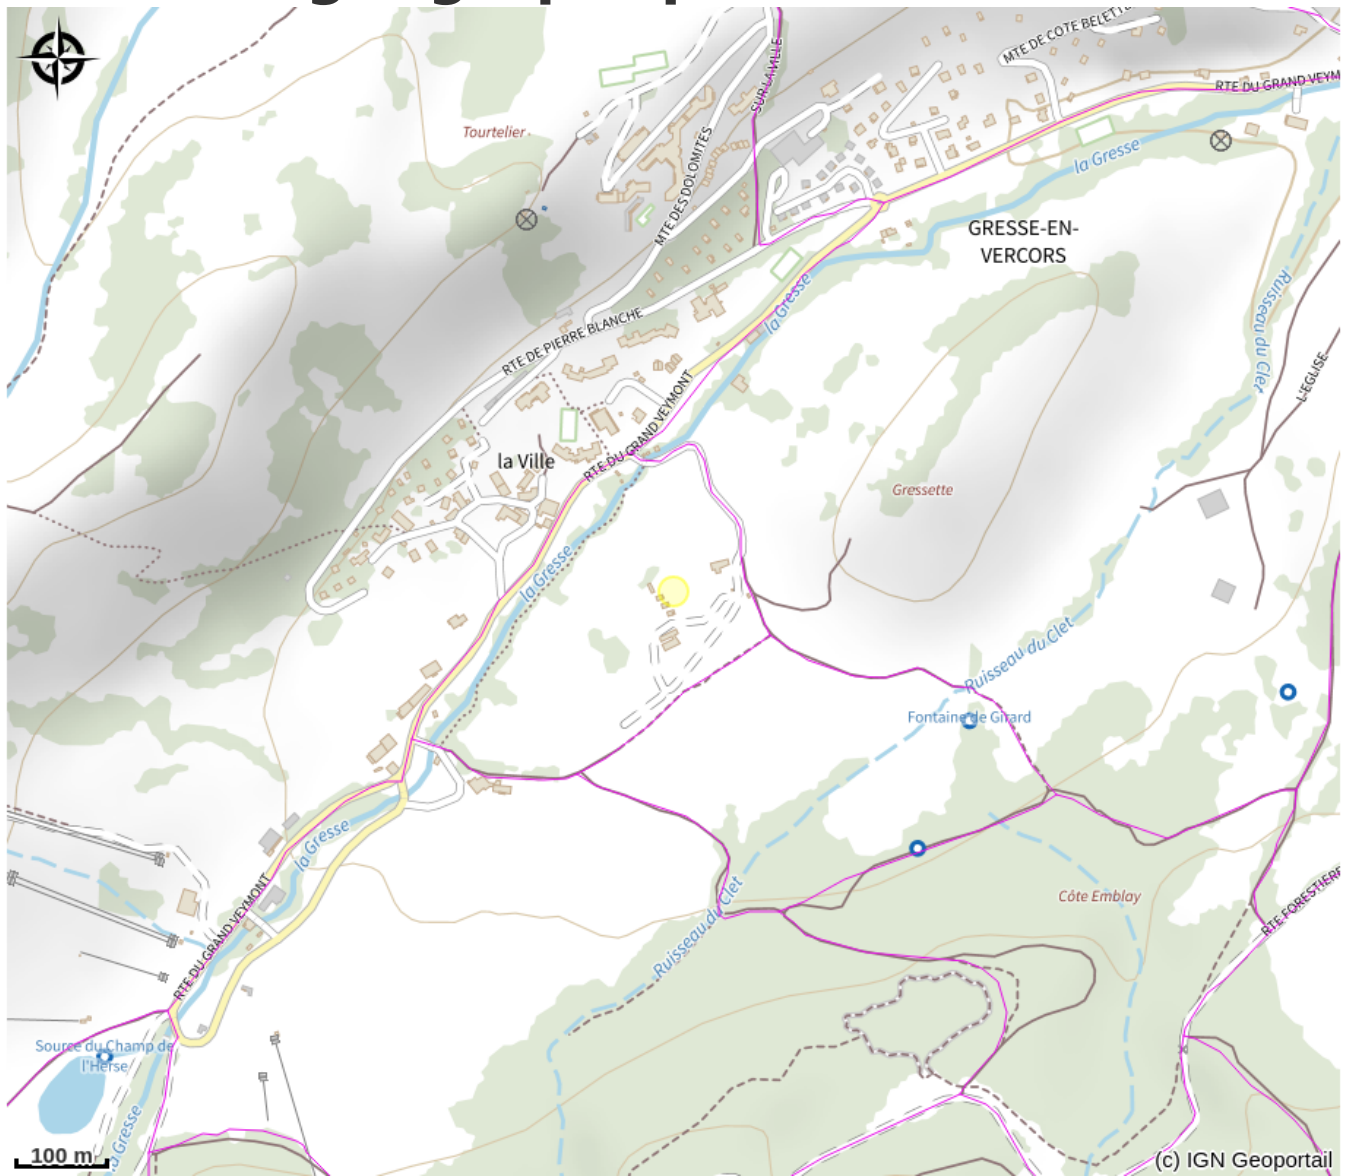 MTE DE COTE BELETTE
RTE DU GRAND VEYM
SUR LA VILLE
Tourtelier
MTE DES DOLOMITES
la Gresse
GRESSE-EN-
VERCORS
la Gresse
Ruisseau du Clet
RTE DE PIERRE BLANCHE
L'EGLISE
RTE DU GRAND VEYMONT
la Ville
Gressette
la Gresse
Ruisseau du Clet
Fontaine de Girard
la Gresse
RTE DU GRAND VEYMONT
Ruisseau du Clet
Côte Emblay
RTE FORESTIERE
Source du Champ de
l'Herse
la Gresse
100 m
(c) IGN Geoportail